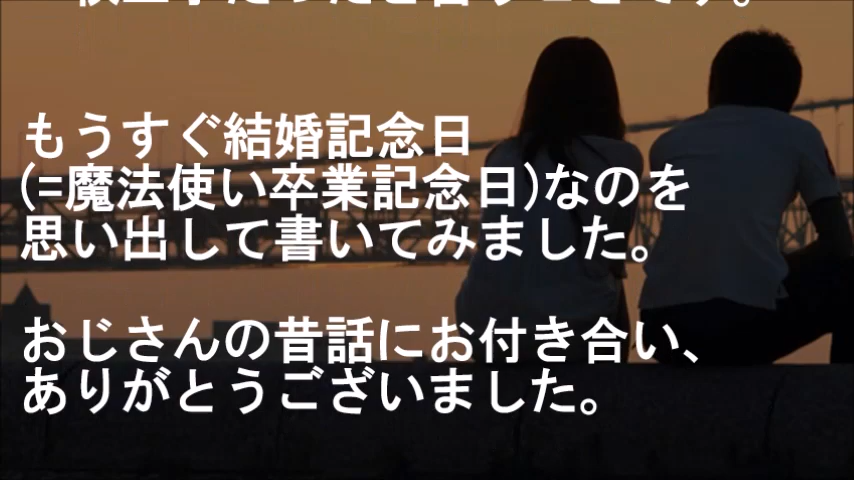 もうすぐ結婚記念日
(=魔法使い卒業記念日)なのを
思い出して書いてみました。
おじさんの昔話にお付き合い、
ありがとうございました。